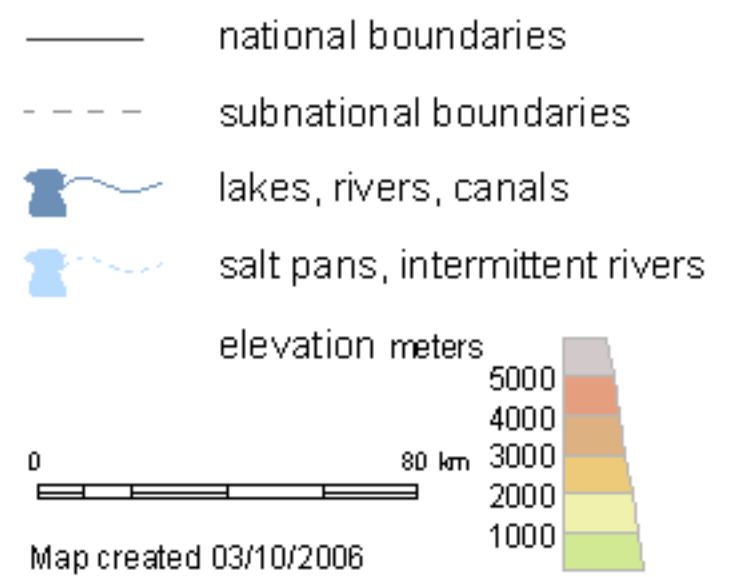 national boundaries
subnational boundaries
lakes, rivers, canals
salt pans, intermittent rivers
elevation meters
5000
4000
3000
2000
1000
0 80 km
Map created 03/10/2006